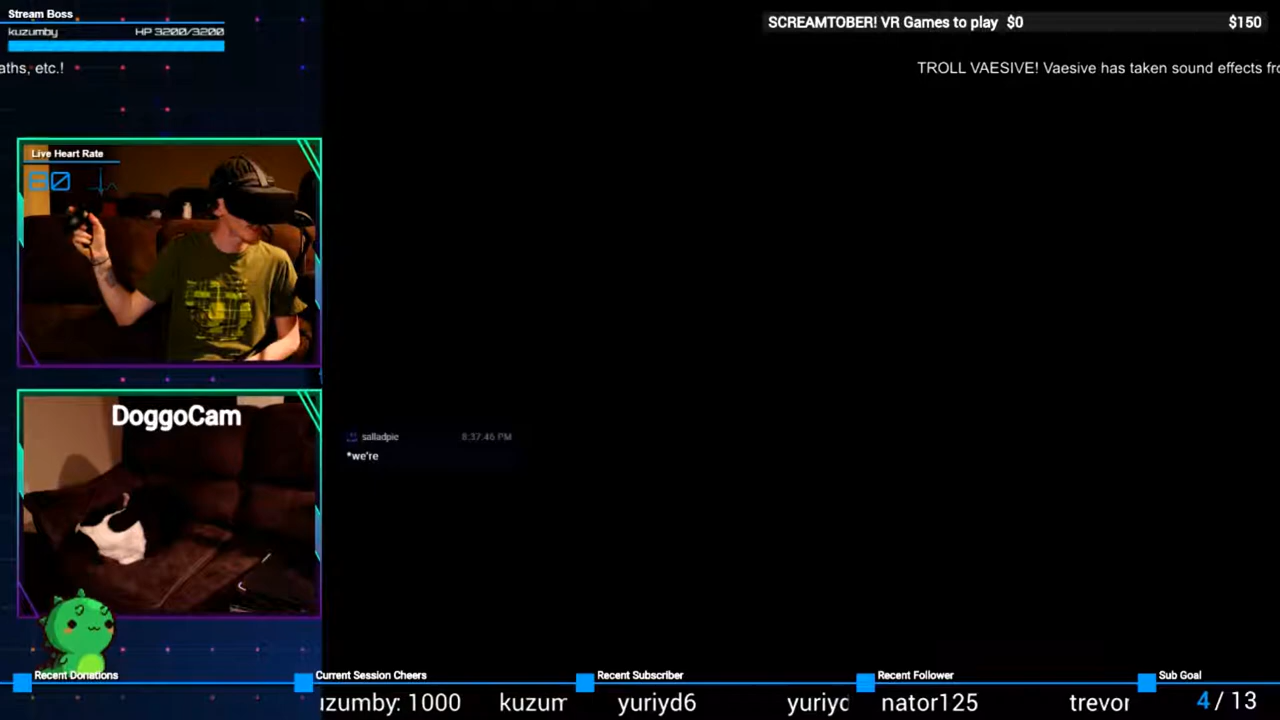 Stream Boss
kuzumby HP 3200/3200
SCREAMTOBER! VR Games to play $0 $150
aths, etc.! TROLL VAESIVE! Vaesive has taken sound effects fro
Live Heart Rate
80
DoggoCam
salladpie 8:37:46 PM
*we're
Recent Donations
Current Session Cheers
uzumby: 1000 kuzum
Recent Subscriber
yuriyd6 yuriyd
Recent Follower
nator125 trevor
Sub Goal
4 / 13